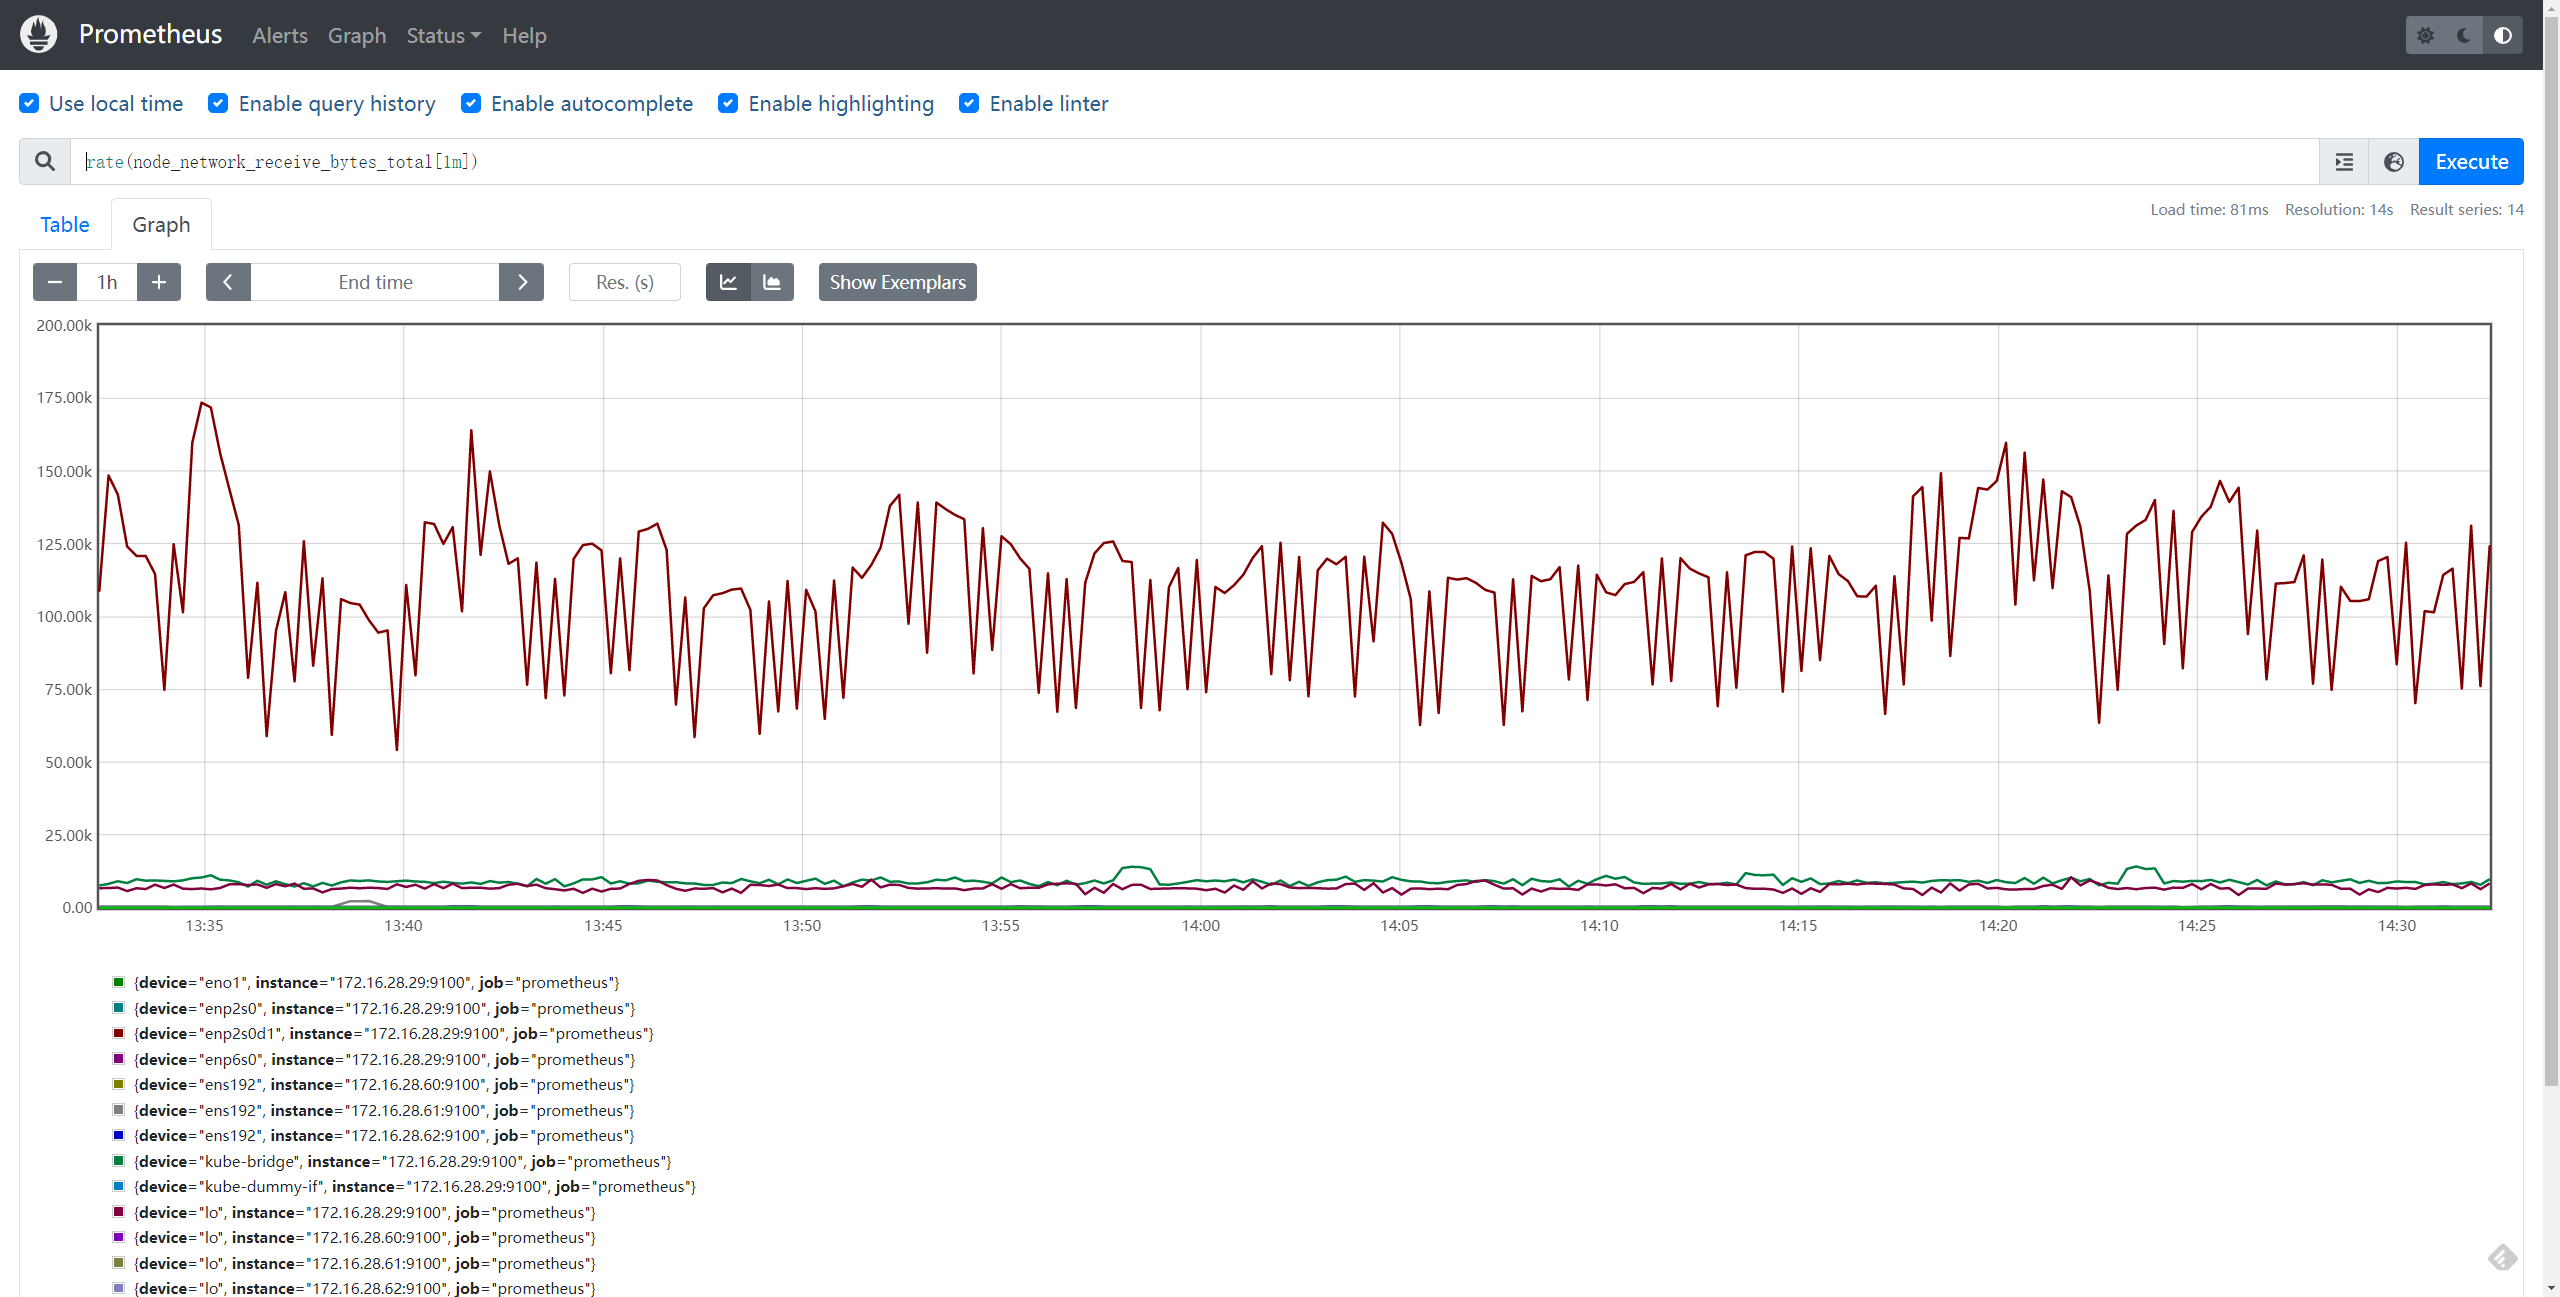 Prometheus Alerts Graph Status Help
Use local time Enable query history Enable autocomplete Enable highlighting Enable linter
rate(node_network_receive_bytes_total[1m]) Execute
Table Graph Load time: 81ms Resolution: 14s Result series: 14
1h End time Res. (s) Show Exemplars
200.00k
175.00k
150.00k
125.00k
100.00k
75.00k
50.00k
25.00k
0.00
13:35 13:40 13:45 13:50 13:55 14:00 14:05 14:10 14:15 14:20 14:25 14:30
{device="eno1", instance="172.16.28.29:9100", job="prometheus"}
{device="enp2s0", instance="172.16.28.29:9100", job="prometheus"}
{device="enp2s0d1", instance="172.16.28.29:9100", job="prometheus"}
{device="enp6s0", instance="172.16.28.29:9100", job="prometheus"}
{device="ens192", instance="172.16.28.60:9100", job="prometheus"}
{device="ens192", instance="172.16.28.61:9100", job="prometheus"}
{device="ens192", instance="172.16.28.62:9100", job="prometheus"}
{device="kube-bridge", instance="172.16.28.29:9100", job="prometheus"}
{device="kube-dummy-if", instance="172.16.28.29:9100", job="prometheus"}
{device="lo", instance="172.16.28.29:9100", job="prometheus"}
{device="lo", instance="172.16.28.60:9100", job="prometheus"}
{device="lo", instance="172.16.28.61:9100", job="prometheus"}
{device="lo", instance="172.16.28.62:9100", job="prometheus"}